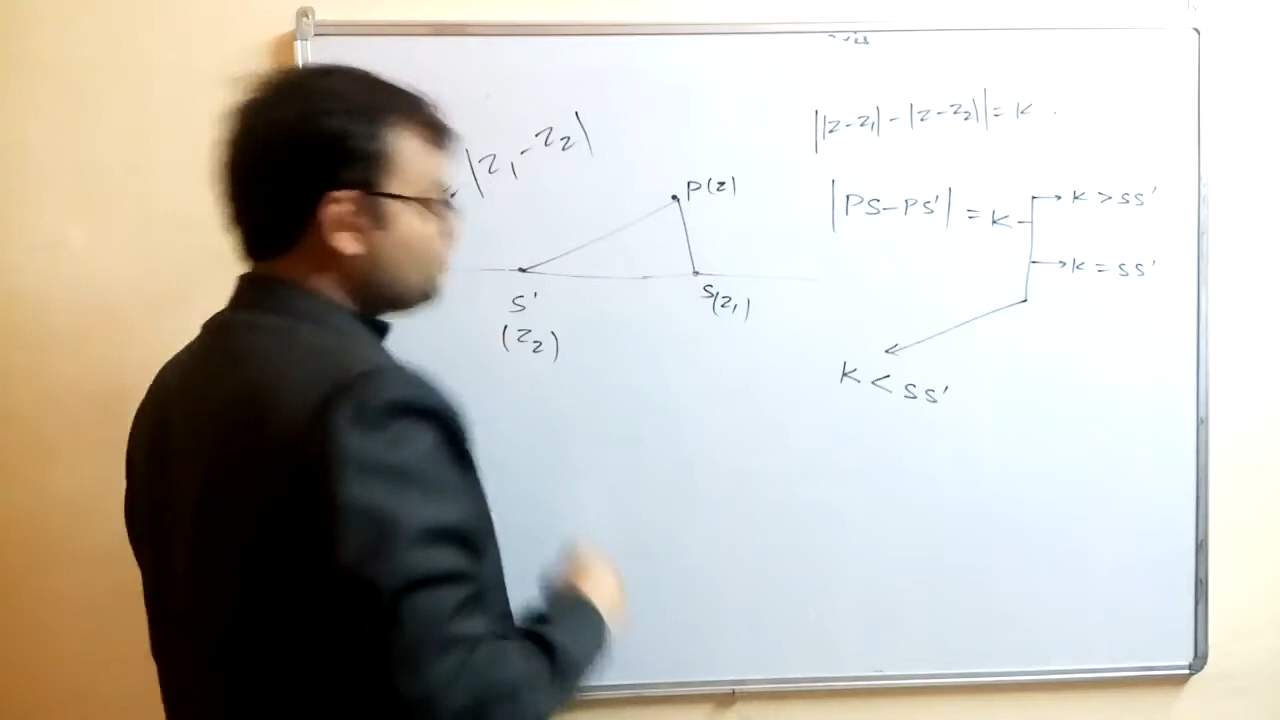 ||z-z₁|-|z-z₂||=K.
= |z₁-z₂|
P(z)
|PS-PS'| = K
→ K > SS'
→ K = SS'
K < SS'
S'
(z₂)
S(z₁)